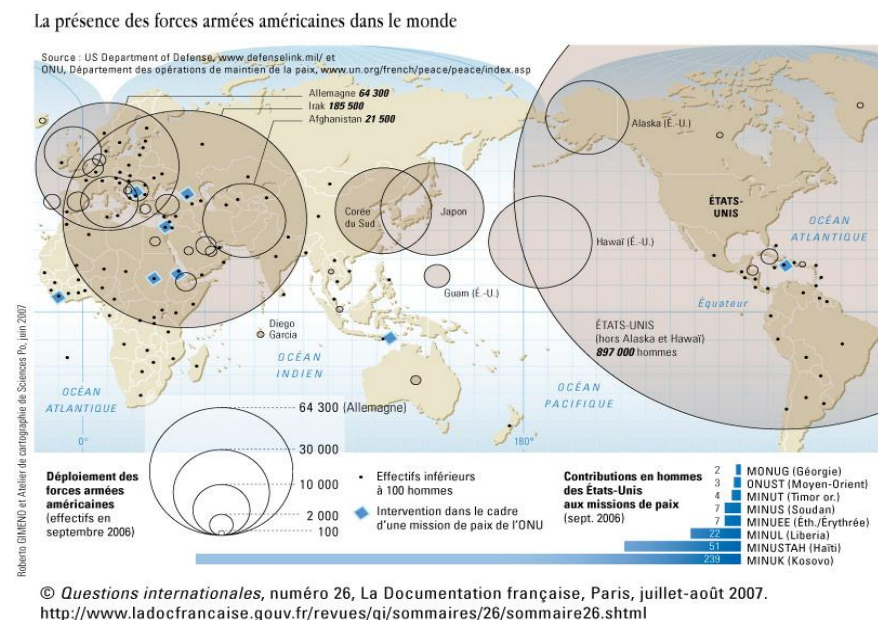 La présence des forces armées américaines dans le monde
Source : US Department of Defense, www.defenselink.mil/ et
ONU, Département des opérations de maintien de la paix, www.un.org/french/peace/peace/index.asp
Allemagne 64 300
Irak 185 500
Afghanistan 21 500
Alaska (É.-U.)
Corée
du Sud
Japon
ÉTATS-
UNIS
OCÉAN
ATLANTIQUE
Hawaï (É.-U.)
Guam (É.-U.)
Équateur
Diego
Garcia
ÉTATS-UNIS
(hors Alaska et Hawaï)
897 000 hommes
OCÉAN
INDIEN
OCÉAN
ATLANTIQUE
OCÉAN
PACIFIQUE
0°
180°
Roberto GIMENO et Atelier de cartographie de Sciences Po, juin 2007
Déploiement des
forces armées
américaines
(effectifs en
septembre 2006)
64 300 (Allemagne)
30 000
10 000
2 000
100
Effectifs inférieurs
à 100 hommes
Intervention dans le cadre
d'une mission de paix de l'ONU
Contributions en hommes
des États-Unis
aux missions de paix
(sept. 2006)
2 MONUG (Géorgie)
3 ONUST (Moyen-Orient)
4 MINUT (Timor or.)
7 MINUS (Soudan)
7 MINUEE (Éth./Érythrée)
22 MINUL (Liberia)
51 MINUSTAH (Haïti)
239 MINUK (Kosovo)
© Questions internationales, numéro 26, La Documentation française, Paris, juillet-août 2007.
http://www.ladocfrancaise.gouv.fr/revues/qi/sommaires/26/sommaire26.shtml